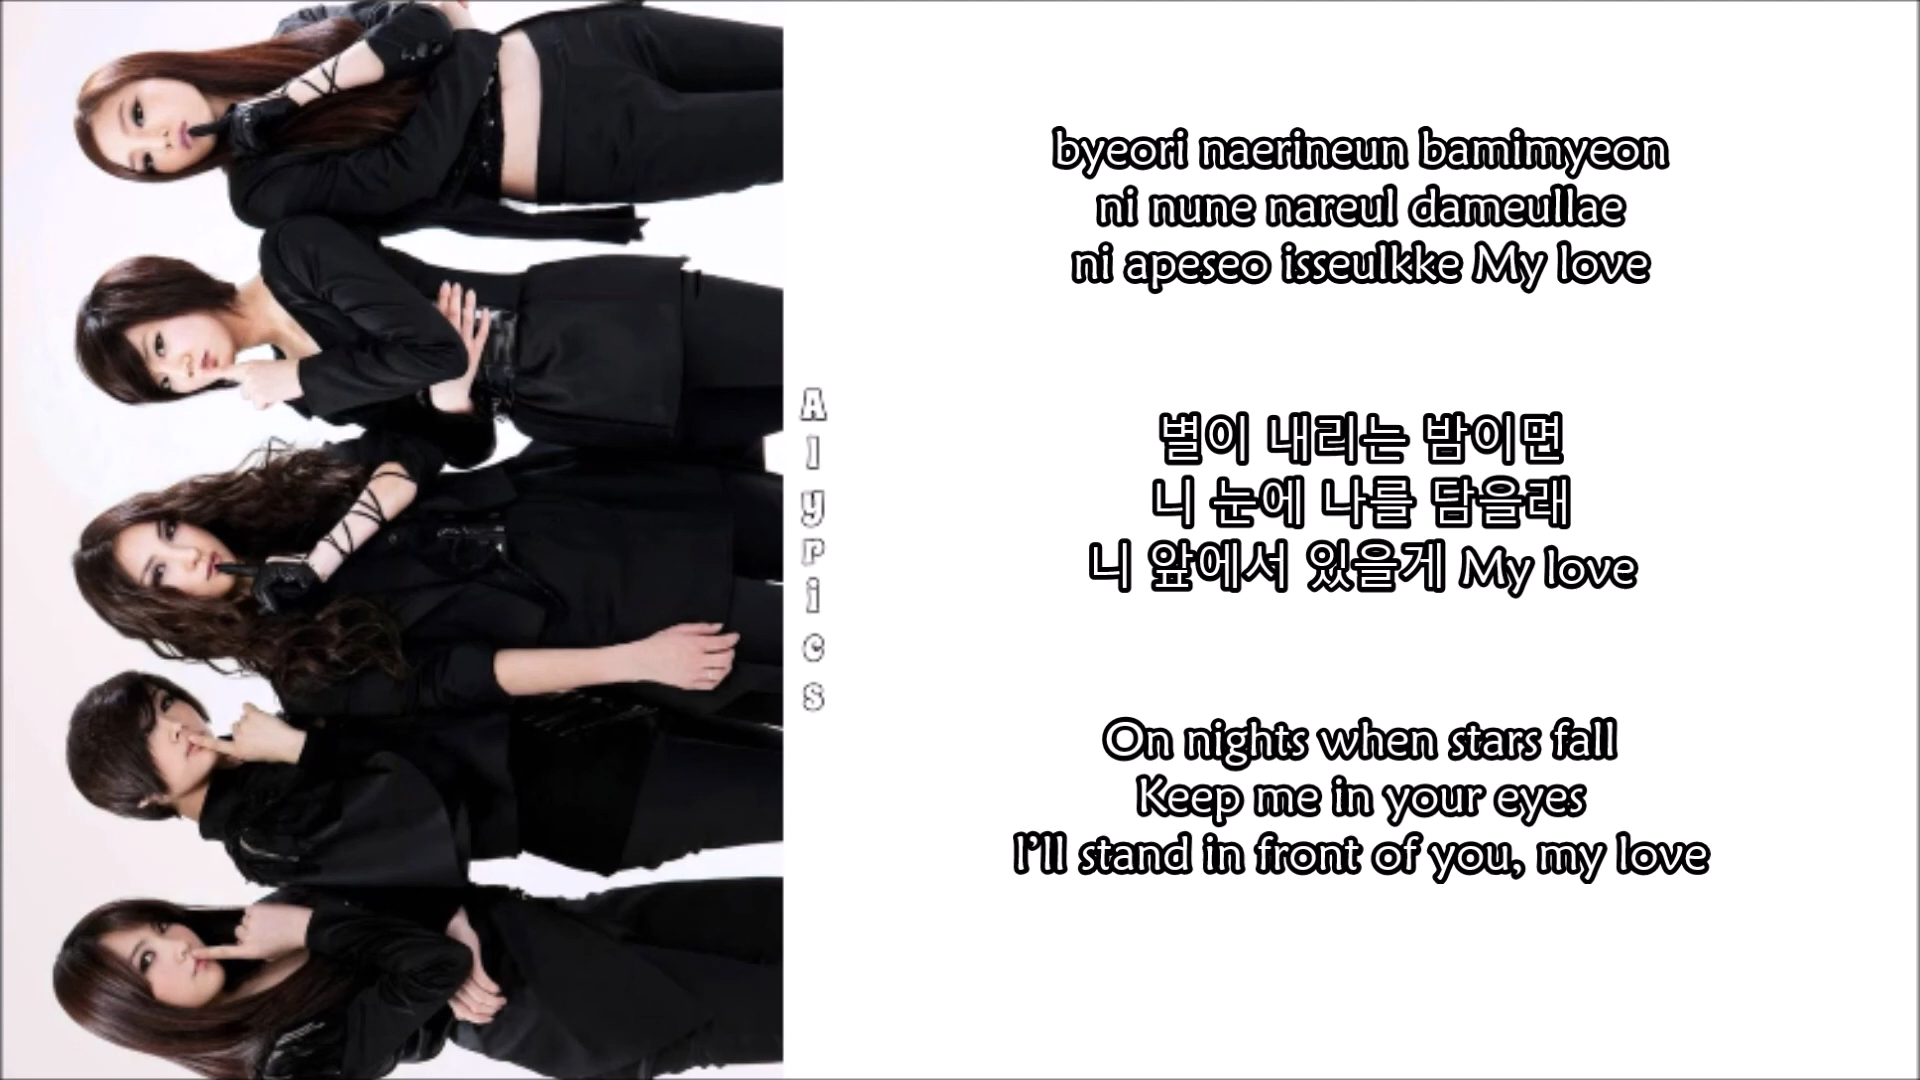 byeori naerineun bamimyeon
ni nune nareul dameullae
ni apeseo isseulkke My love
별이 내리는 밤이면
니 눈에 나를 담을래
니 앞에서 있을게 My love
On nights when stars fall
Keep me in your eyes
I'll stand in front of you, my love
Alyrics